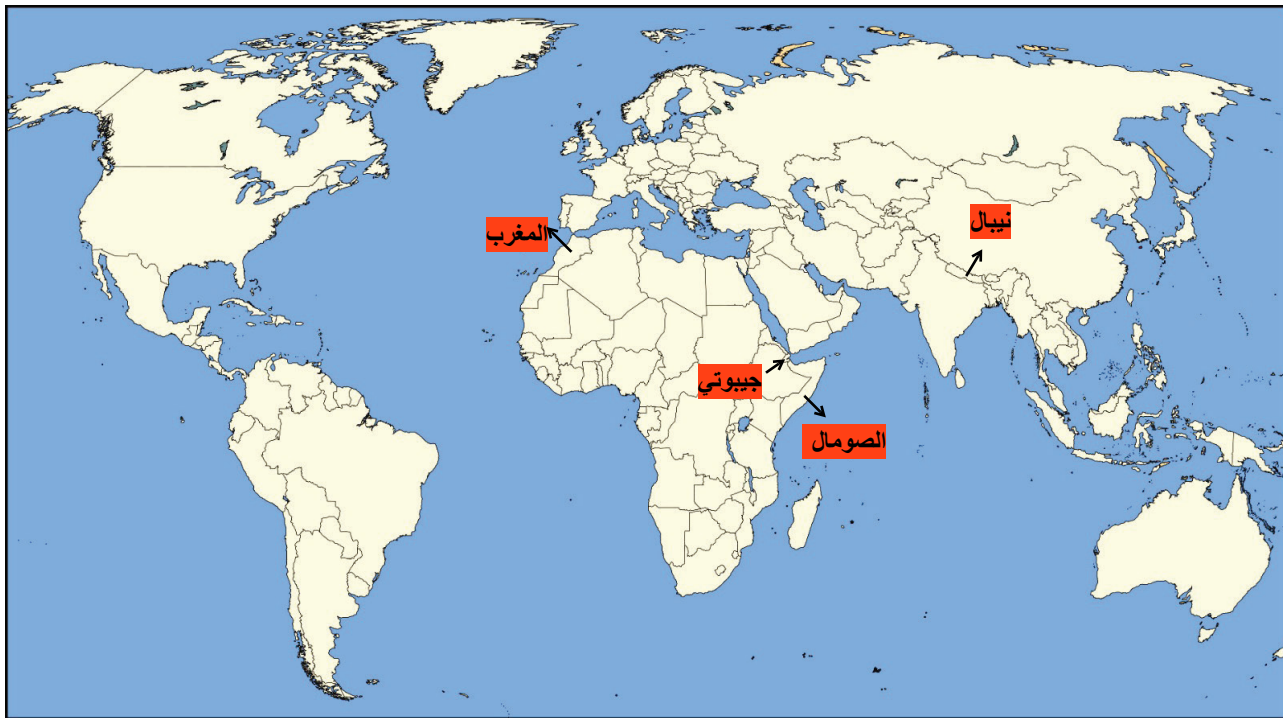 نيبال
المغرب
جيبوتي
الصومال